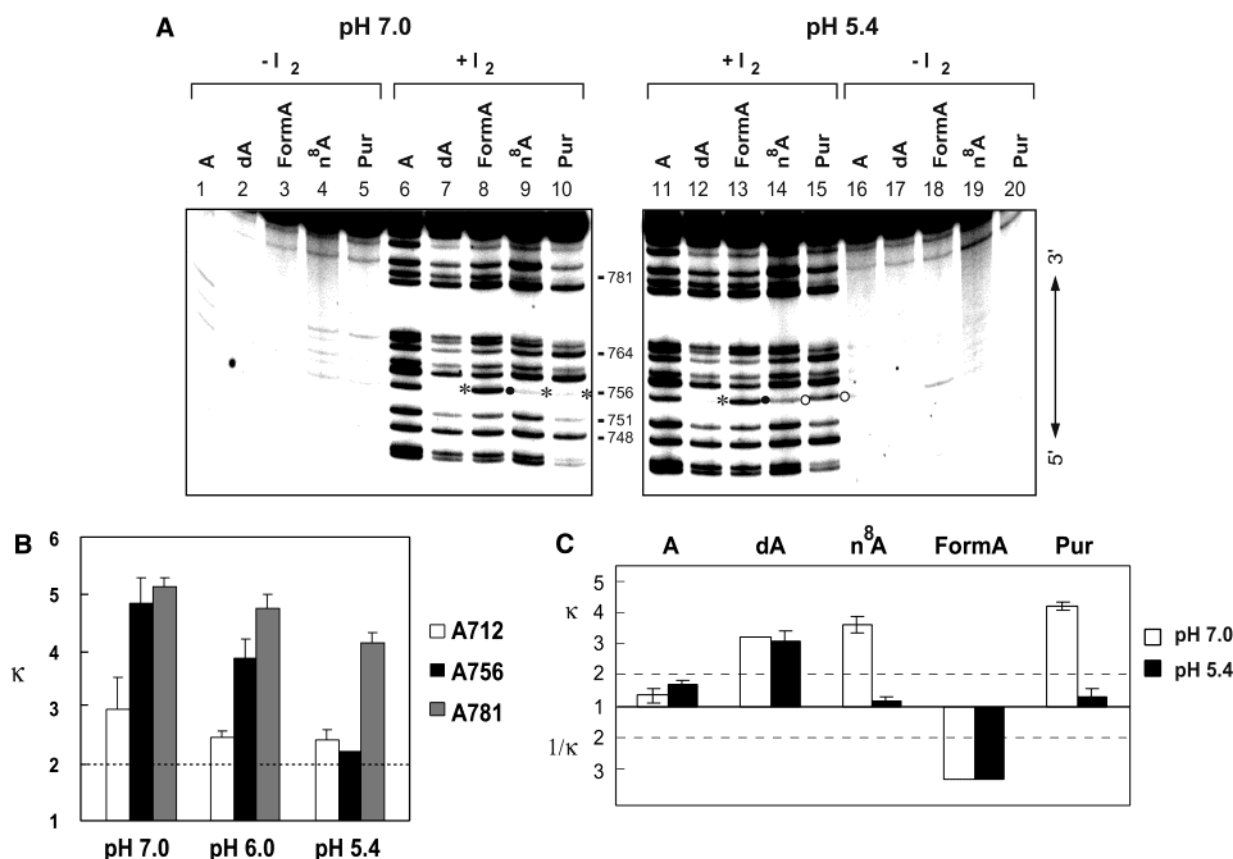 A pH 7.0 pH 5.4
- I 2 + I 2 + I 2 - I 2
A dA FormA n8A Pur A dA FormA n8A Pur A dA FormA n8A Pur A dA FormA n8A Pur
1 2 3 4 5 6 7 8 9 10 11 12 13 14 15 16 17 18 19 20
- 781
- 764
* * * - 756 *
- 751
- 748
3'
5'
B
6
5
4
κ
3
2
1
pH 7.0 pH 6.0 pH 5.4
A712
A756
A781
C A dA n8A FormA Pur
5
κ 4
3
2
1
1/κ 2
3
pH 7.0
pH 5.4